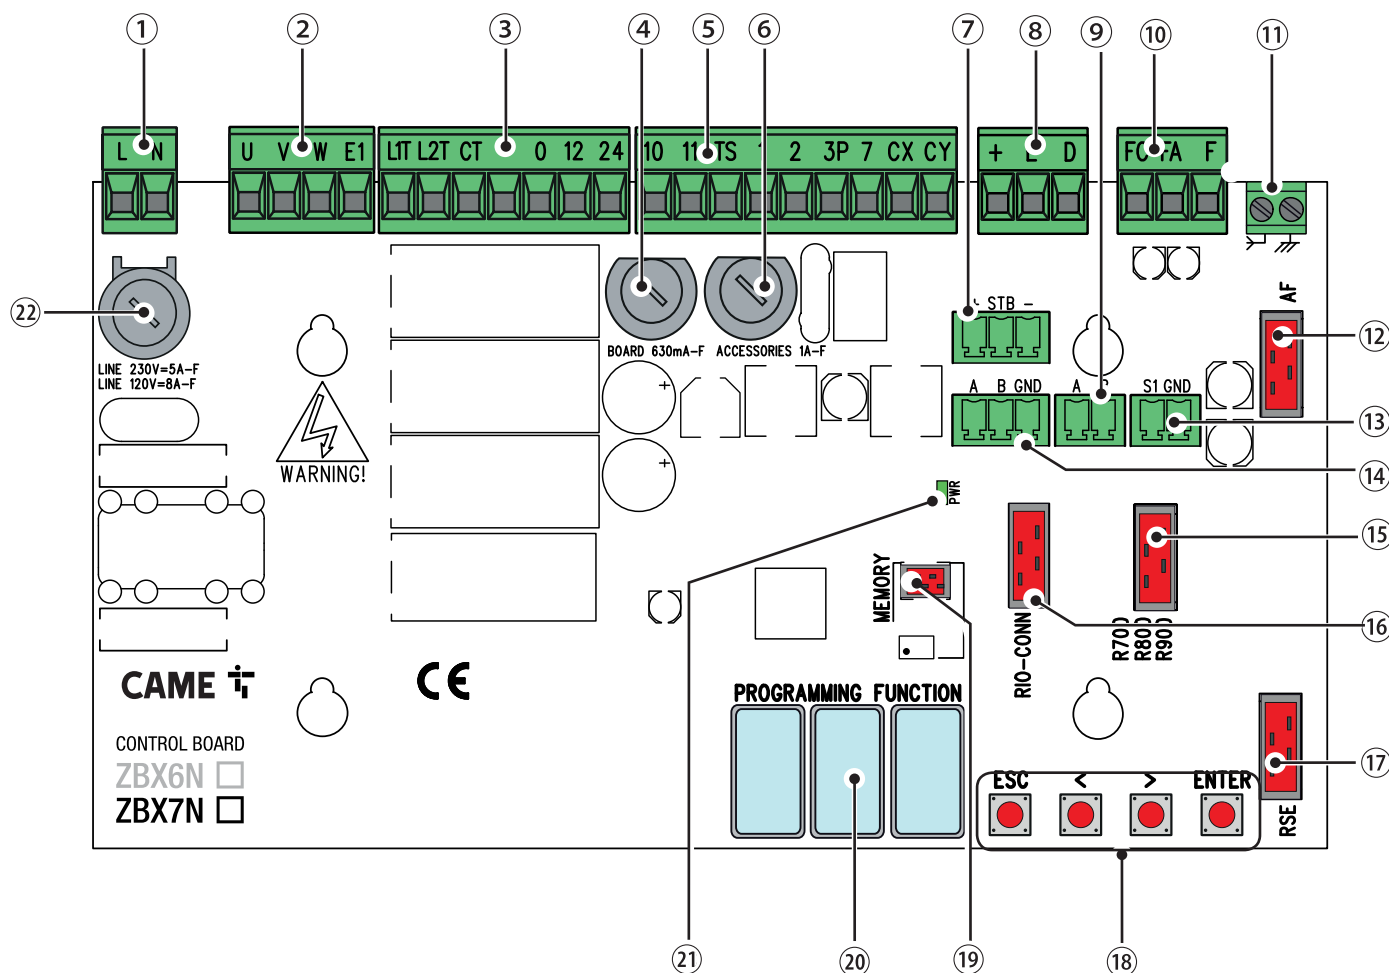 1 2 3 4 5 6 7 8 9 10 11
L N
U V W E1
L1T L2T CT 0 12 24
10 11 TS 1 2 3P 7 CX CY
+ E D
FC FA F
22
LINE 230V=5A-F
LINE 120V=8A-F
BOARD 630mA-F
ACCESSORIES 1A-F
STB -
AF
12
A B GND
A
S1 GND
13
14
WARNING!
PWR
15
MEMORY
RIO-CONN
R700
R800
R900
16
CAME
CE
PROGRAMMING FUNCTION
CONTROL BOARD
ZBX6N
ZBX7N
ESC < > ENTER
17
RSE
21 20 19 18